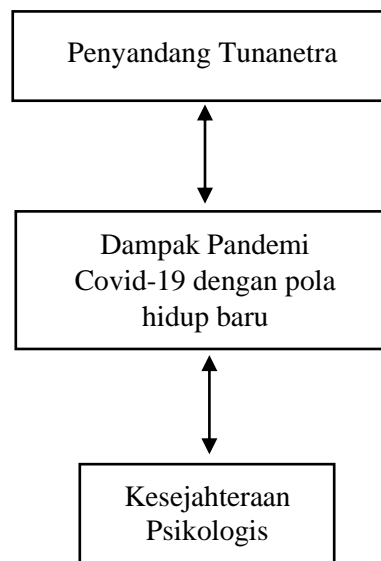 Penyandang Tunanetra
Dampak Pandemi
Covid-19 dengan pola
hidup baru
Kesejahteraan
Psikologis